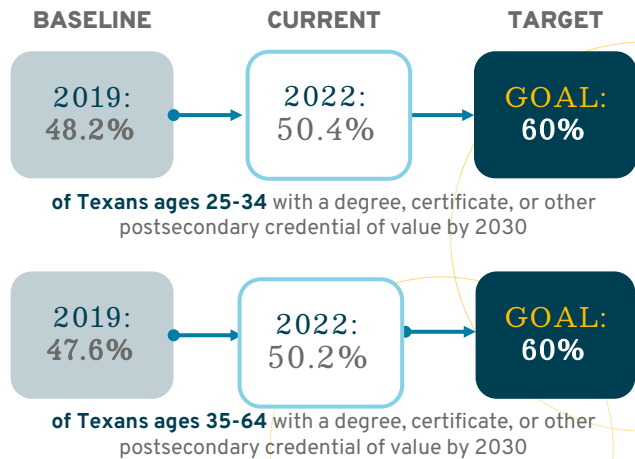 BASELINE CURRENT TARGET
2019: 2022: GOAL:
48.2% 50.4% 60%
of Texans ages 25-34 with a degree, certificate, or other
postsecondary credential of value by 2030
2019: 2022: GOAL:
47.6% 50.2% 60%
of Texans ages 35-64 with a degree, certificate, or other
postsecondary credential of value by 2030